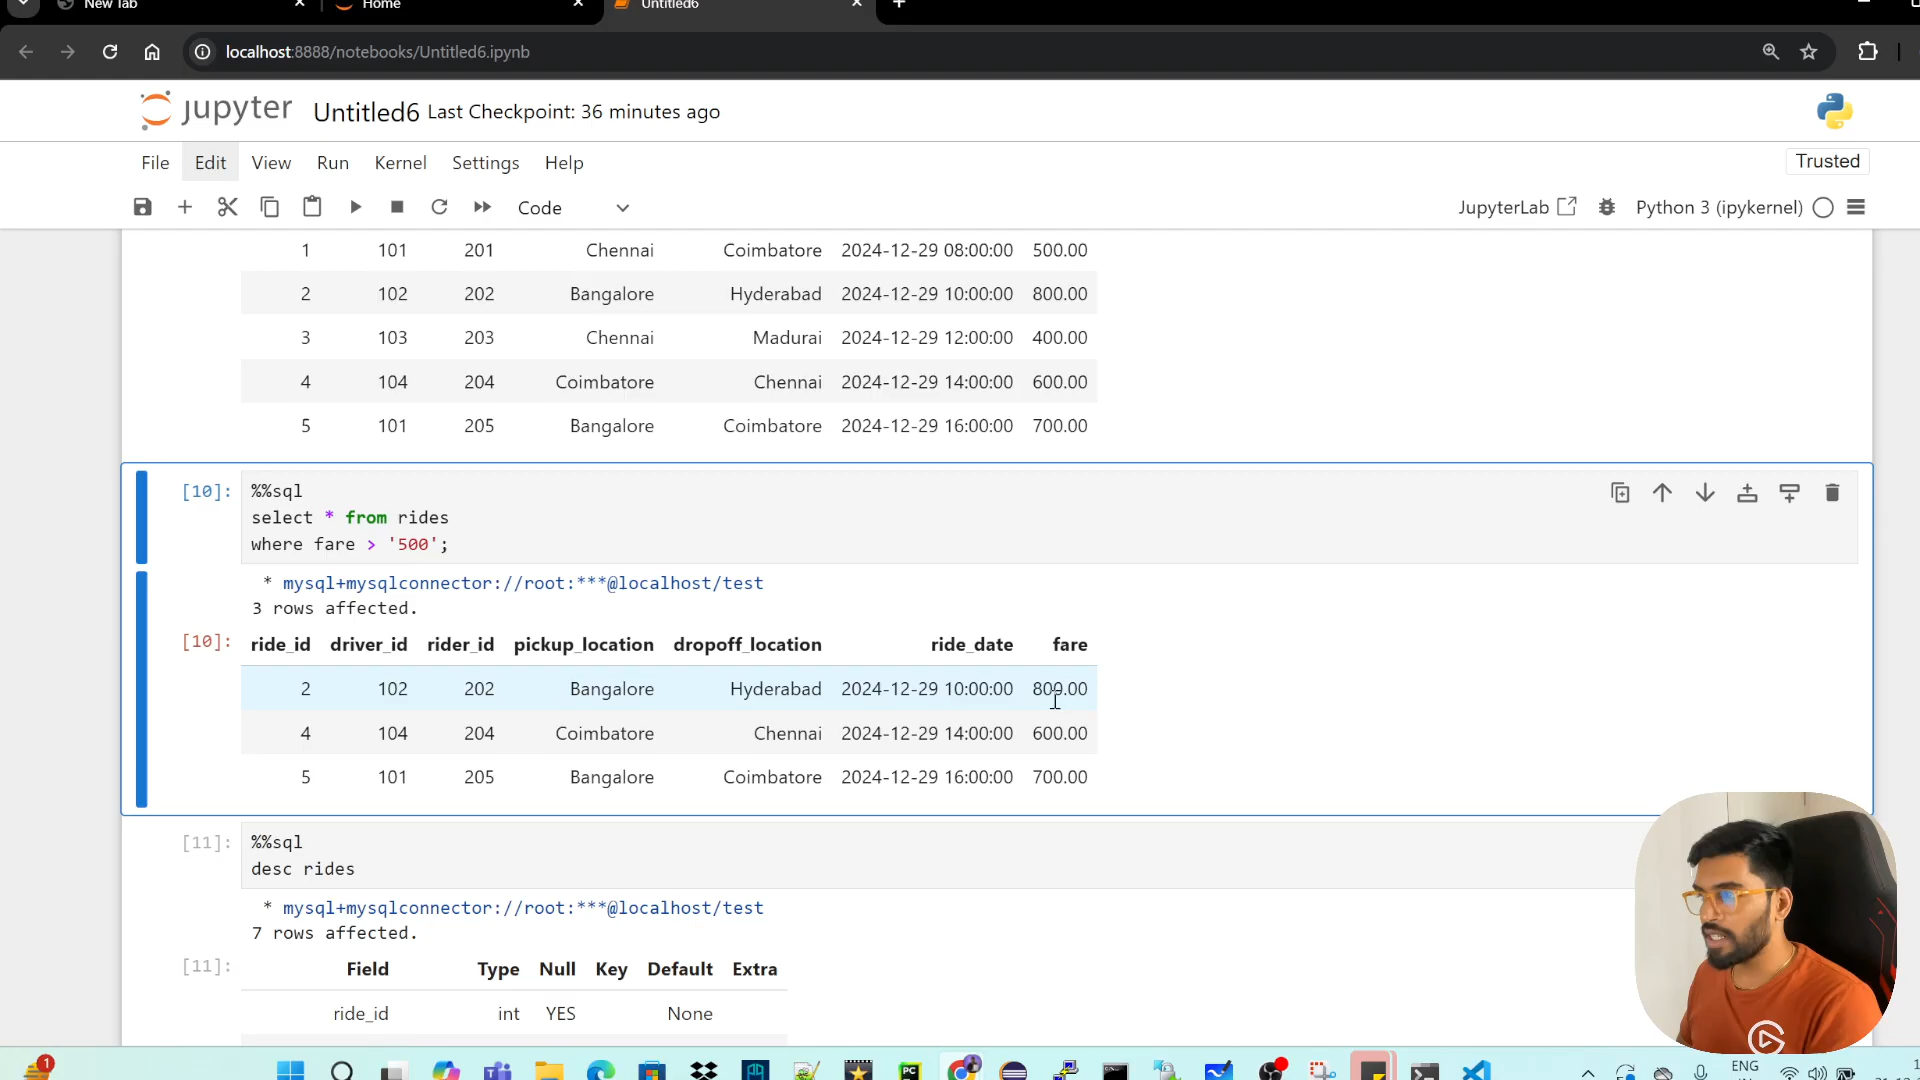 New Tab
Home
Untitled6
localhost:8888/notebooks/Untitled6.ipynb
jupyter Untitled6 Last Checkpoint: 36 minutes ago
File Edit View Run Kernel Settings Help
Trusted
Code
JupyterLab
Python 3 (ipykernel)
1 101 201 Chennai Coimbatore 2024-12-29 08:00:00 500.00
2 102 202 Bangalore Hyderabad 2024-12-29 10:00:00 800.00
3 103 203 Chennai Madurai 2024-12-29 12:00:00 400.00
4 104 204 Coimbatore Chennai 2024-12-29 14:00:00 600.00
5 101 205 Bangalore Coimbatore 2024-12-29 16:00:00 700.00
[10]: %%sql
select * from rides
where fare > '500';
* mysql+mysqlconnector://root:***@localhost/test
3 rows affected.
[10]: ride_id driver_id rider_id pickup_location dropoff_location ride_date fare
2 102 202 Bangalore Hyderabad 2024-12-29 10:00:00 800.00
4 104 204 Coimbatore Chennai 2024-12-29 14:00:00 600.00
5 101 205 Bangalore Coimbatore 2024-12-29 16:00:00 700.00
[11]: %%sql
desc rides
* mysql+mysqlconnector://root:***@localhost/test
7 rows affected.
[11]: Field Type Null Key Default Extra
ride_id int YES None
1
PC
ENG